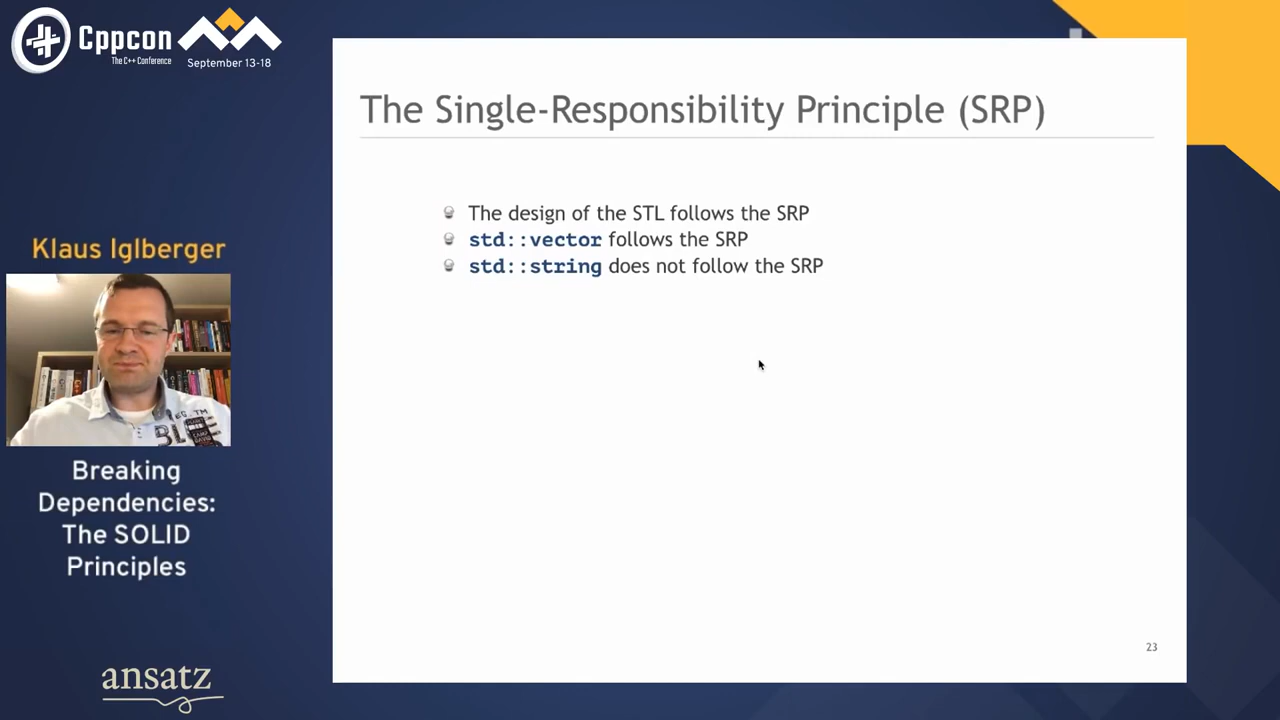 Cppcon
The C++ Conference
September 13-18
Klaus Iglberger
Breaking
Dependencies:
The SOLID
Principles
ansatz
The Single-Responsibility Principle (SRP)
The design of the STL follows the SRP
std::vector follows the SRP
std::string does not follow the SRP
23